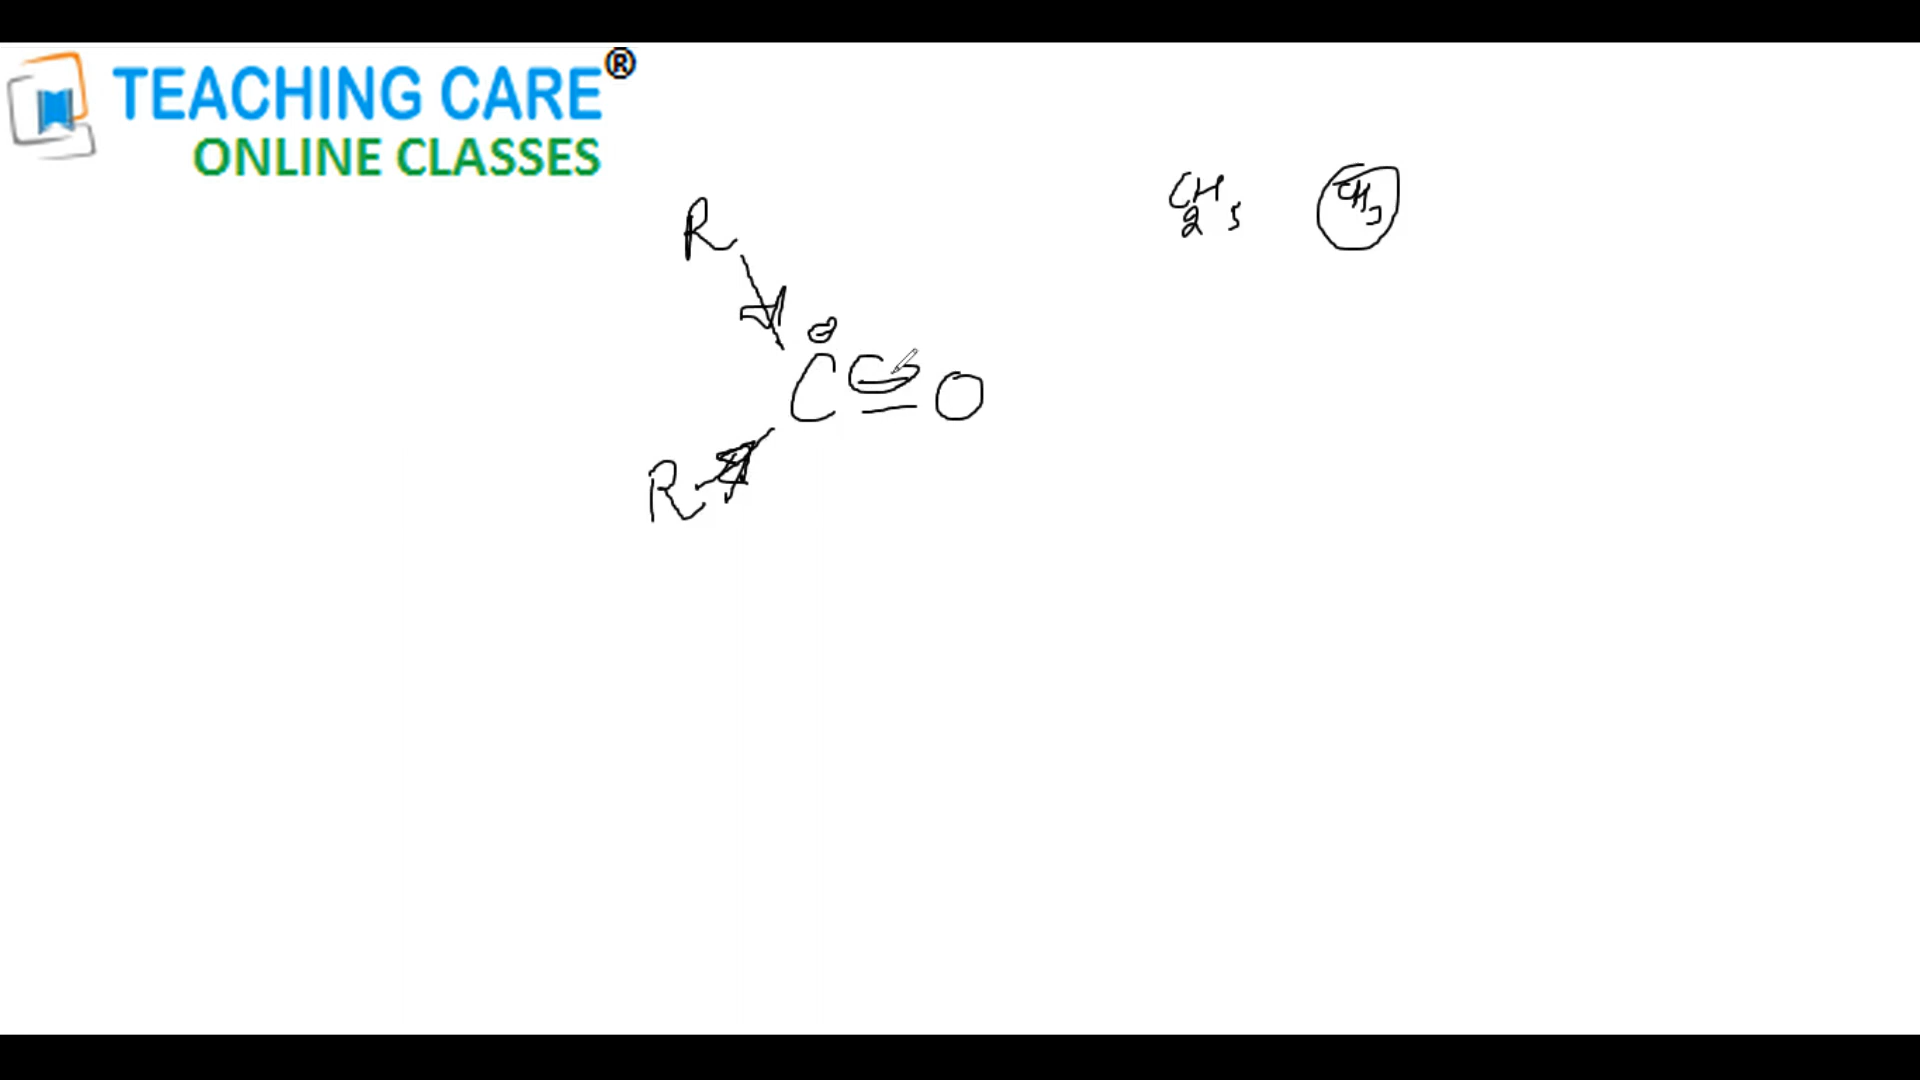 TEACHING CARE®
ONLINE CLASSES
C2H5 CH3
R
C = O
R